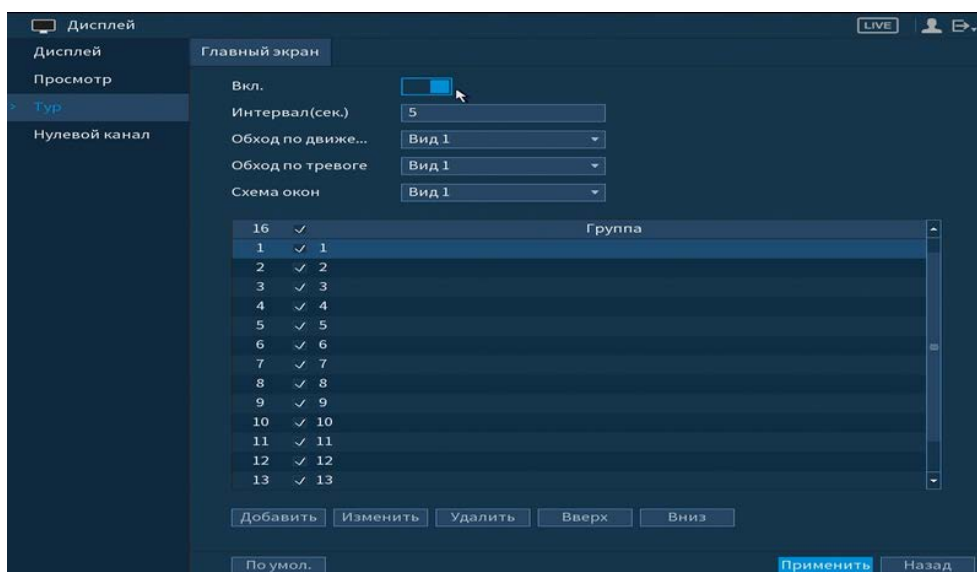 Дисплей LIVE
Дисплей
Просмотр
Тур
Нулевой канал
Главный экран
Вкл.
Интервал(сек.) 5
Обход по движе... Вид 1
Обход по тревоге Вид 1
Схема окон Вид 1
16 Группа
1 1
2 2
3 3
4 4
5 5
6 6
7 7
8 8
9 9
10 10
11 11
12 12
13 13
Добавить Изменить Удалить Вверх Вниз
По умол. Применить Назад